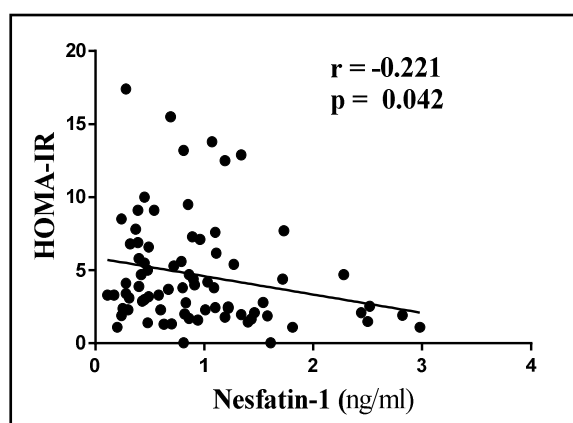 r = -0.221
p = 0.042
20
15
10
5
0
HOMA-IR
0 1 2 3 4
Nesfatin-1 (ng/ml)